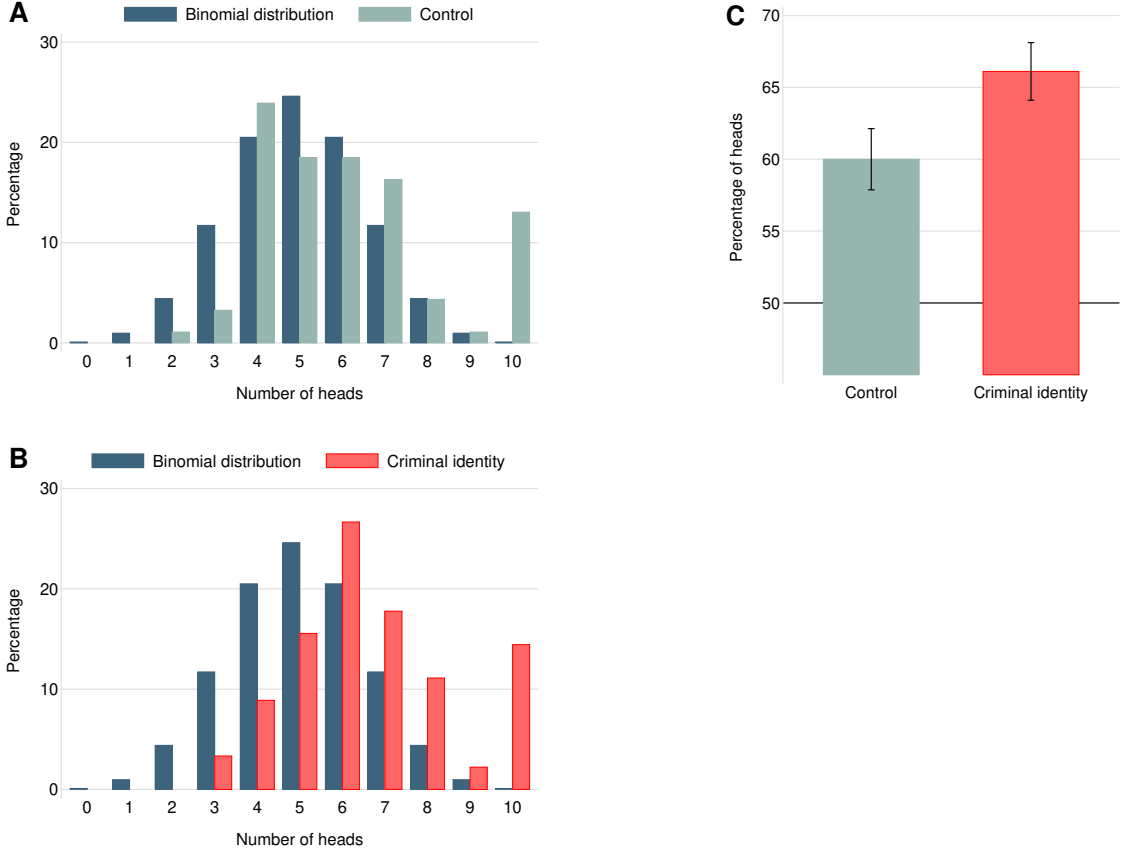 A
Binomial distribution
Control
30
20
10
0
Percentage
0 1 2 3 4 5 6 7 8 9 10
Number of heads
B
Binomial distribution
Criminal identity
30
20
10
0
Percentage
0 1 2 3 4 5 6 7 8 9 10
Number of heads
C
70
65
60
55
50
Percentage of heads
Control
Criminal identity